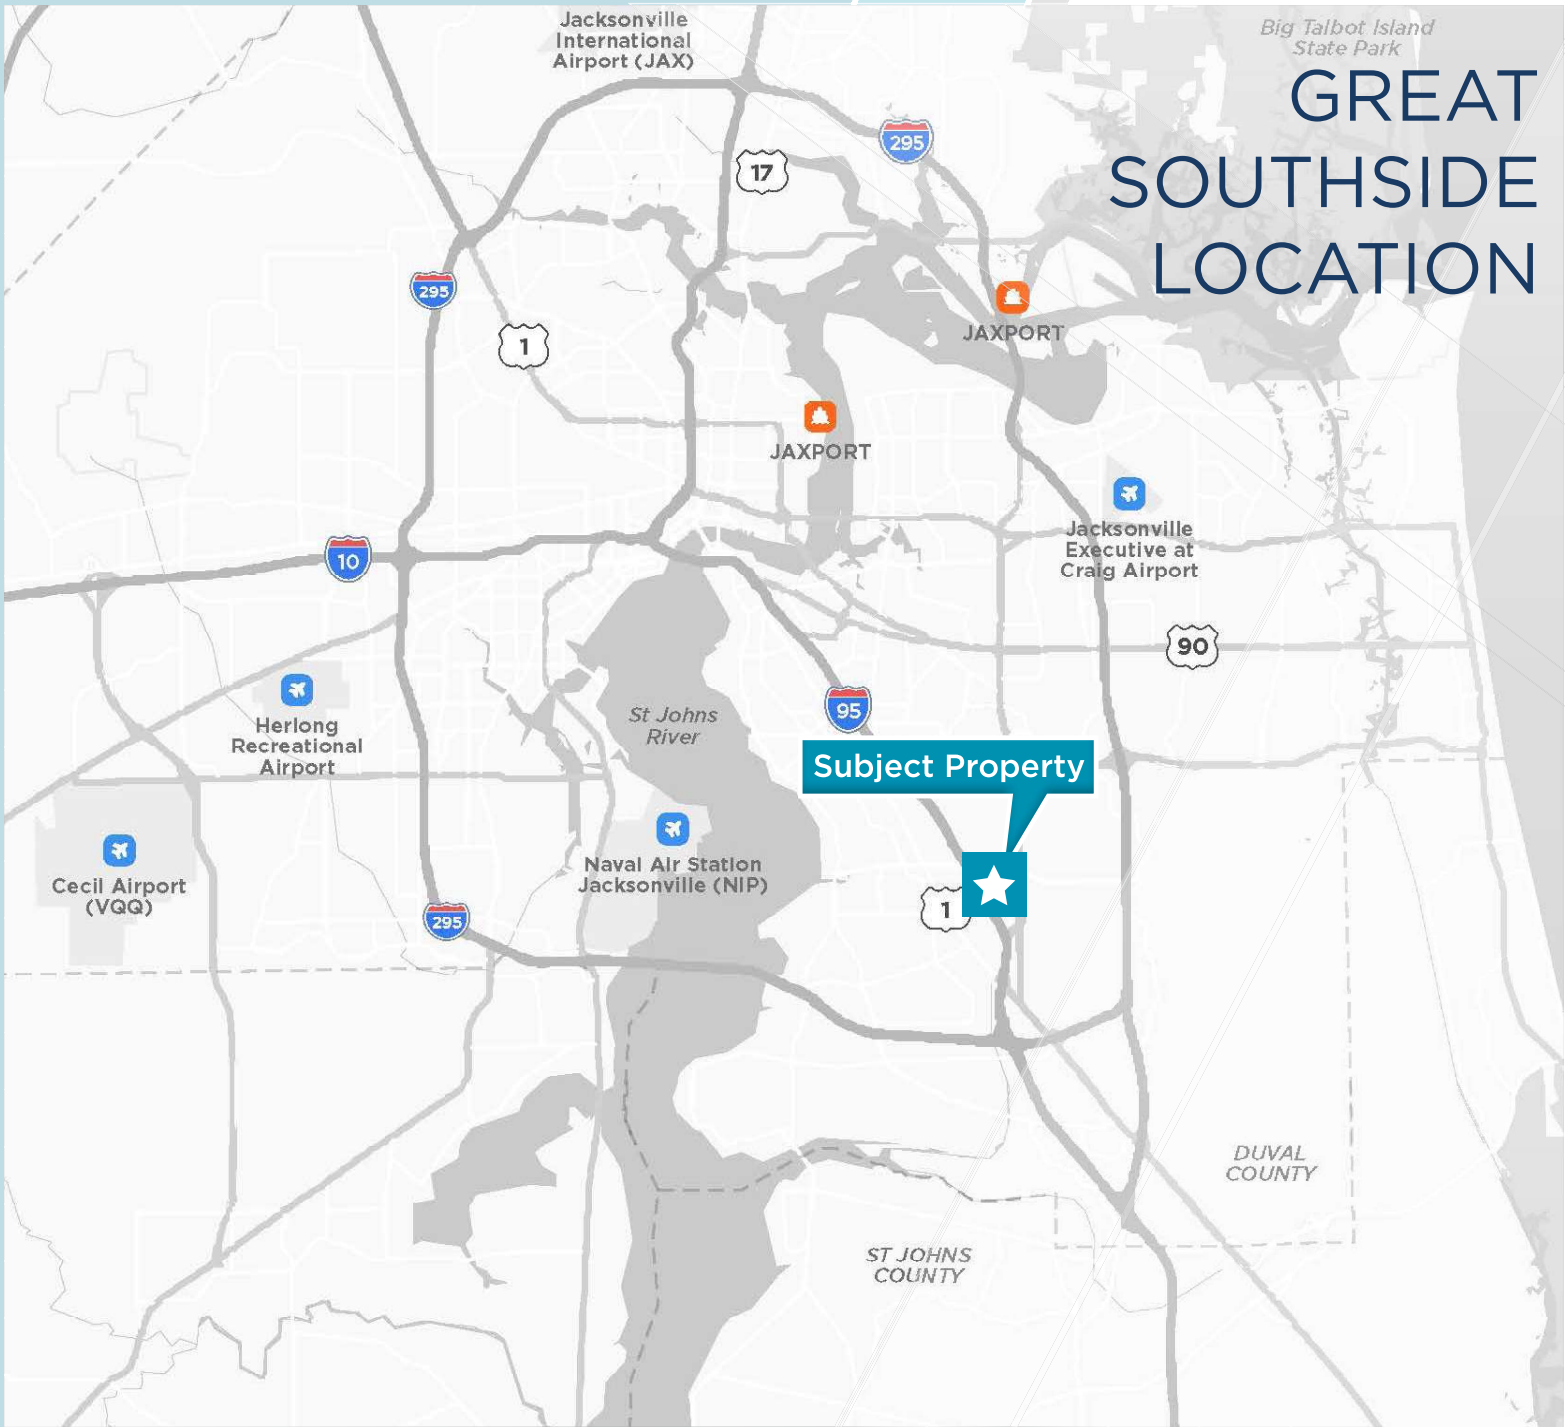 Jacksonville
International
Airport (JAX)
Big Talbot Island
State Park
GREAT
SOUTHSIDE
LOCATION
295
17
295
JAXPORT
1
JAXPORT
Jacksonville
Executive at
Craig Airport
10
90
Herlong
Recreational
Airport
St Johns
River
95
Subject Property
Cecil Airport
(VQQ)
Naval Air Station
Jacksonville (NIP)
1
295
DUVAL
COUNTY
ST JOHNS
COUNTY